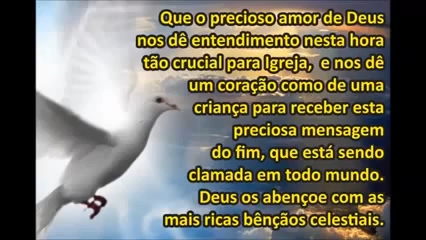 Que o precioso amor de Deus
nos dê entendimento nesta hora
tão crucial para Igreja,  e nos dê
um coração como de uma
criança para receber esta
preciosa mensagem
do fim, que está sendo
clamada em todo mundo.
Deus os abençoe com as
mais ricas bênçãos celestiais.